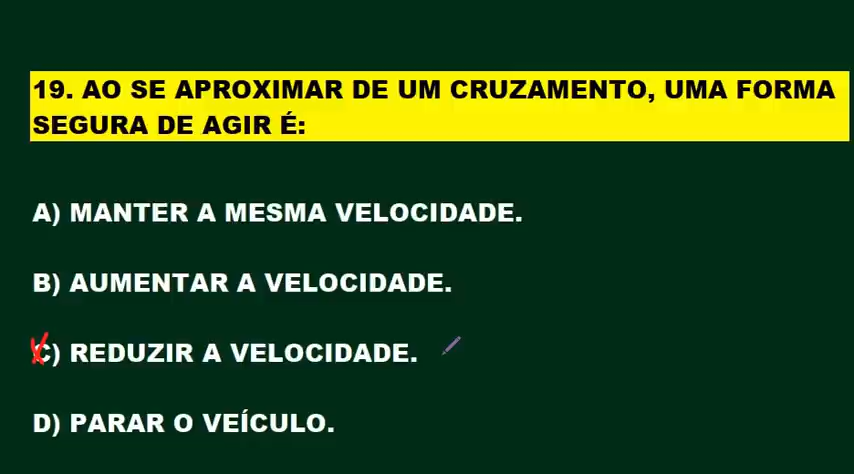 19. AO SE APROXIMAR DE UM CRUZAMENTO, UMA FORMA
SEGURA DE AGIR É:
A) MANTER A MESMA VELOCIDADE.
B) AUMENTAR A VELOCIDADE.
C) REDUZIR A VELOCIDADE.
D) PARAR O VEÍCULO.